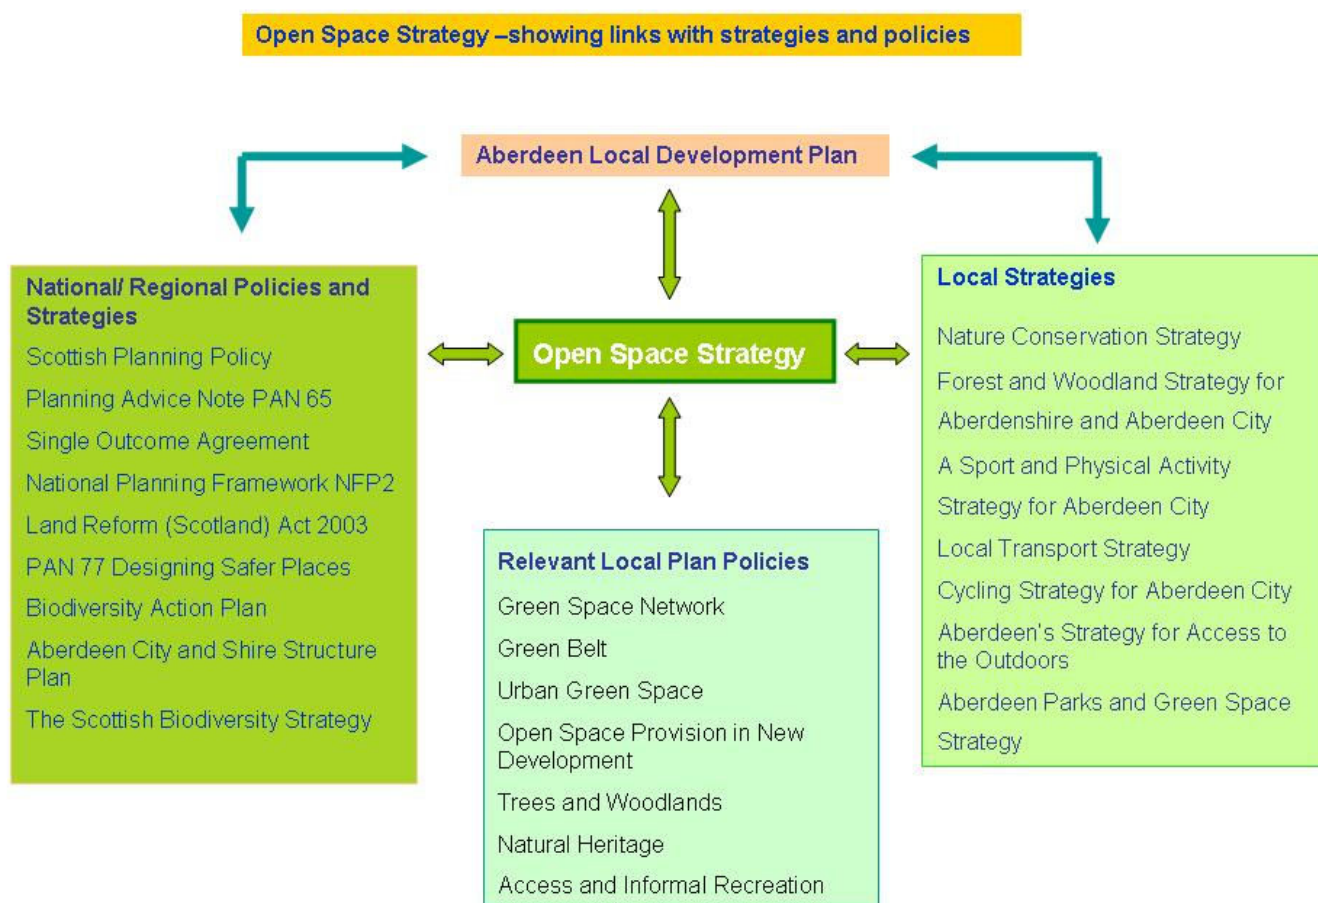 Open Space Strategy –showing links with strategies and policies
Aberdeen Local Development Plan
National/ Regional Policies and
Strategies
Scottish Planning Policy
Planning Advice Note PAN 65
Single Outcome Agreement
National Planning Framework NFP2
Land Reform (Scotland) Act 2003
PAN 77 Designing Safer Places
Biodiversity Action Plan
Aberdeen City and Shire Structure
Plan
The Scottish Biodiversity Strategy
Open Space Strategy
Local Strategies
Nature Conservation Strategy
Forest and Woodland Strategy for
Aberdenshire and Aberdeen City
A Sport and Physical Activity
Strategy for Aberdeen City
Local Transport Strategy
Cycling Strategy for Aberdeen City
Aberdeen's Strategy for Access to
the Outdoors
Aberdeen Parks and Green Space
Strategy
Relevant Local Plan Policies
Green Space Network
Green Belt
Urban Green Space
Open Space Provision in New
Development
Trees and Woodlands
Natural Heritage
Access and Informal Recreation